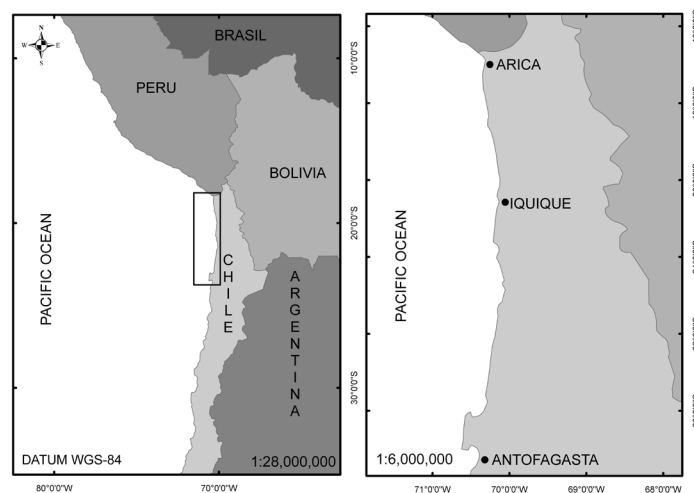 BRASIL
N
W E
S
PERU
BOLIVIA
PACIFIC OCEAN
CHILE
ARGENTINA
DATUM WGS-84
1:28,000,000
10°0'0"S
20°0'0"S
30°0'0"S
80°0'0"W
70°0'0"W
ARICA
IQUIQUE
PACIFIC OCEAN
1:6,000,000
ANTOFAGASTA
71°0'0"W
70°0'0"W
69°0'0"W
68°0'0"W